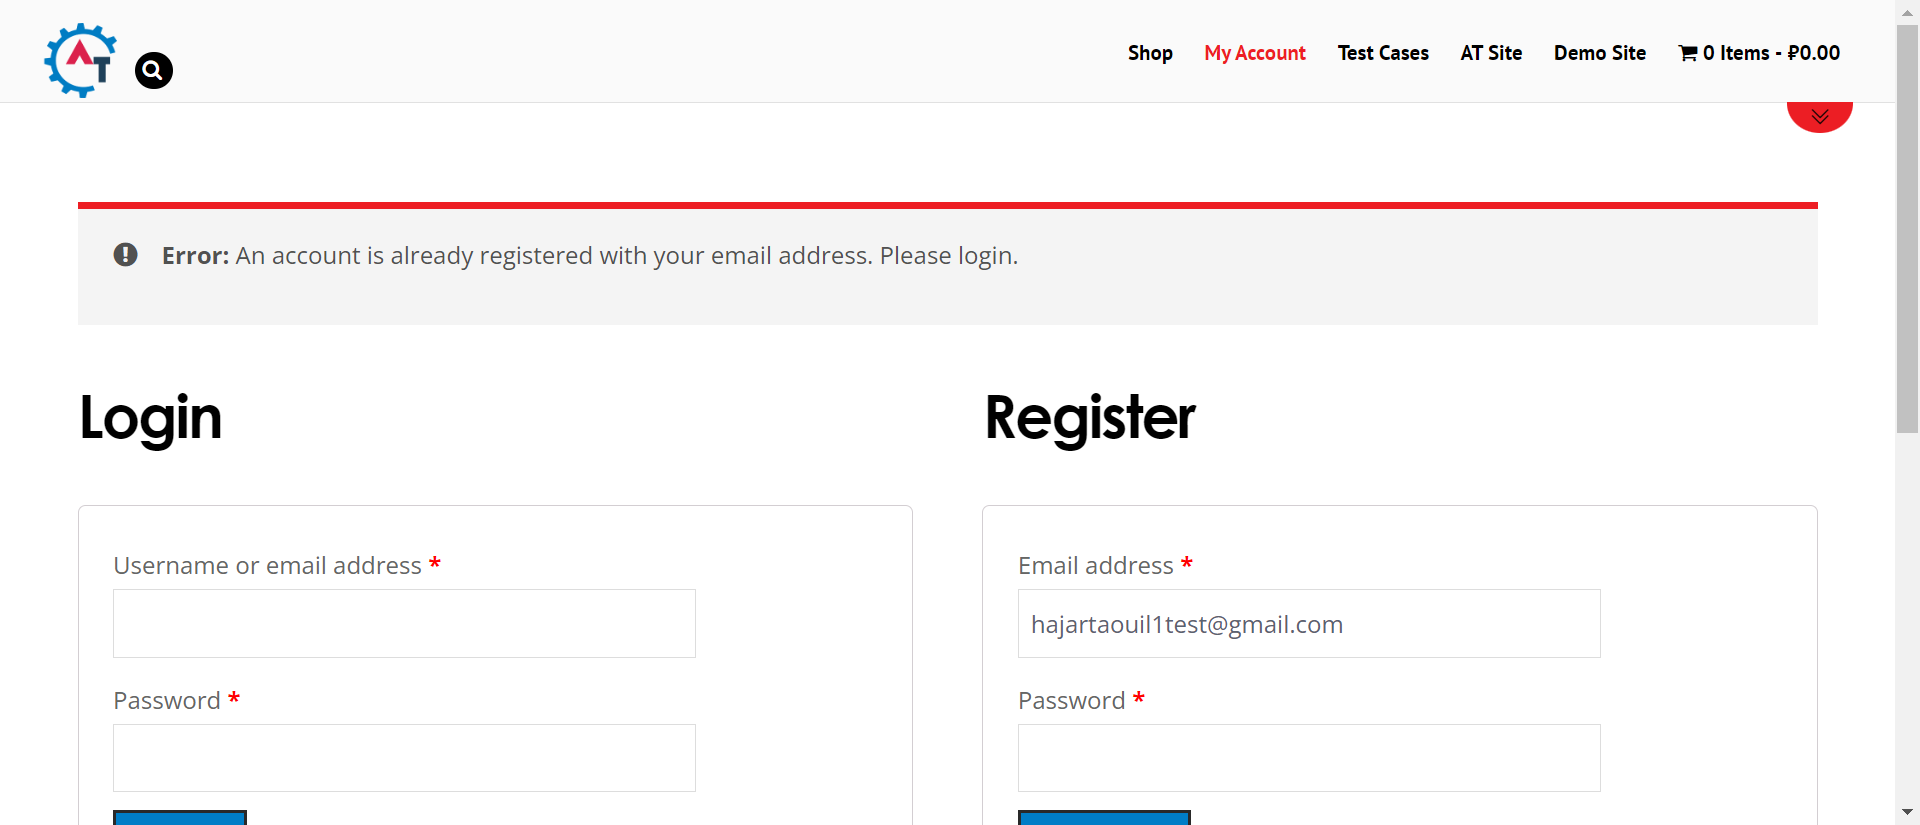 AT
Shop My Account Test Cases AT Site Demo Site 0 Items - ₽0.00
Error: An account is already registered with your email address. Please login.
Login
Register
Username or email address *
Email address *
hajartaouil1test@gmail.com
Password *
Password *